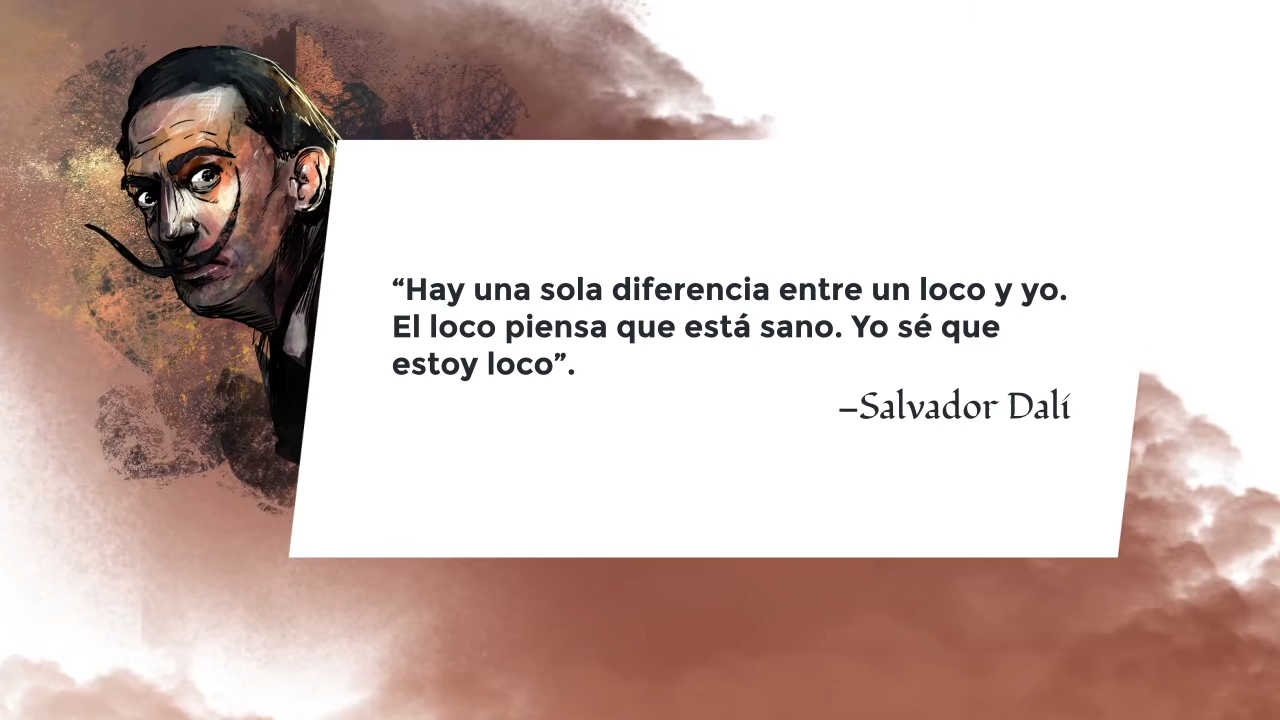 “Hay una sola diferencia entre un loco y yo.
El loco piensa que está sano. Yo sé que
estoy loco”.
–Salvador Dalí